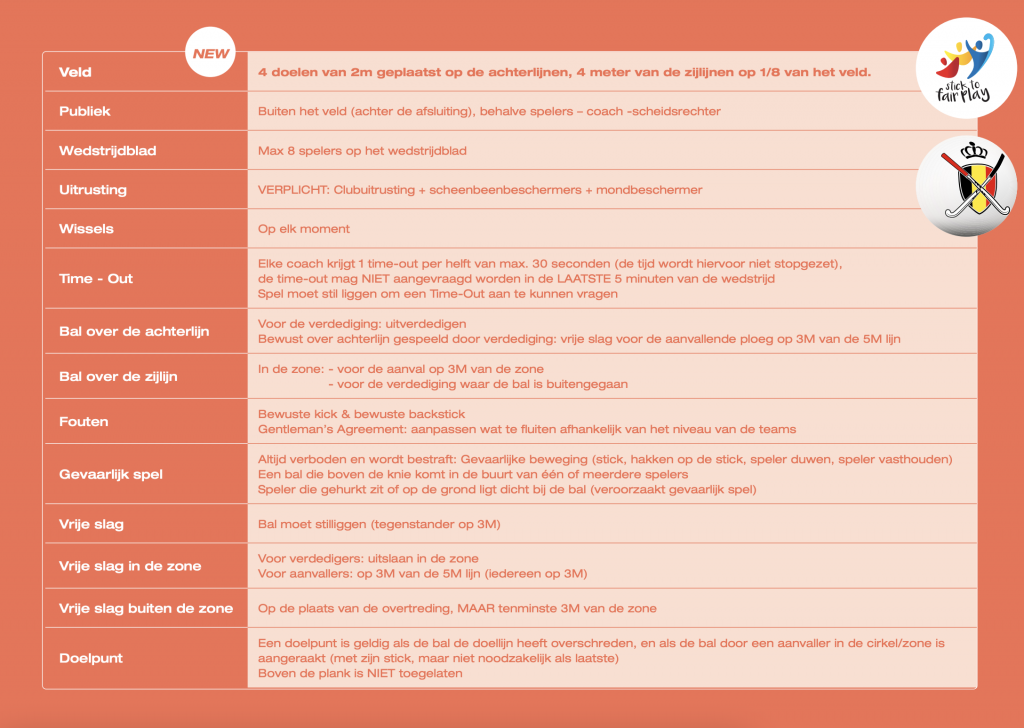 NEW
Veld
4 doelen van 2m geplaatst op de achterlijnen, 4 meter van de zijlijnen op 1/8 van het veld.
stick to
fair play
Publiek
Buiten het veld (achter de afsluiting), behalve spelers – coach -scheidsrechter
Wedstrijdblad
Max 8 spelers op het wedstrijdblad
Uitrusting
VERPLICHT: Clubuitrusting + scheenbeenbeschermers + mondbeschermer
Wissels
Op elk moment
Time - Out
Elke coach krijgt 1 time-out per helft van max. 30 seconden (de tijd wordt hiervoor niet stopgezet),
de time-out mag NIET aangevraagd worden in de LAATSTE 5 minuten van de wedstrijd
Spel moet stil liggen om een Time-Out aan te kunnen vragen
Bal over de achterlijn
Voor de verdediging: uitverdedigen
Bewust over achterlijn gespeeld door verdediging: vrije slag voor de aanvallende ploeg op 3M van de 5M lijn
Bal over de zijlijn
In de zone: - voor de aanval op 3M van de zone
- voor de verdediging waar de bal is buitengegaan
Fouten
Bewuste kick & bewuste backstick
Gentleman's Agreement: aanpassen wat te fluiten afhankelijk van het niveau van de teams
Gevaarlijk spel
Altijd verboden en wordt bestraft: Gevaarlijke beweging (stick, hakken op de stick, speler duwen, speler vasthouden)
Een bal die boven de knie komt in de buurt van één of meerdere spelers
Speler die gehurkt zit of op de grond ligt dicht bij de bal (veroorzaakt gevaarlijk spel)
Vrije slag
Bal moet stilliggen (tegenstander op 3M)
Vrije slag in de zone
Voor verdedigers: uitslaan in de zone
Voor aanvallers: op 3M van de 5M lijn (iedereen op 3M)
Vrije slag buiten de zone
Op de plaats van de overtreding, MAAR tenminste 3M van de zone
Doelpunt
Een doelpunt is geldig als de bal de doellijn heeft overschreden, en als de bal door een aanvaller in de cirkel/zone is
aangeraakt (met zijn stick, maar niet noodzakelijk als laatste)
Boven de plank is NIET toegelaten